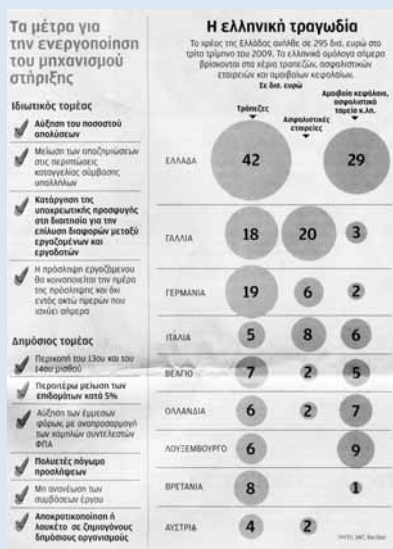 Τα μέτρα για
την ενεργοποίηση
του μηχανισμού
στήριξης
Ιδιωτικός τομέας
Αύξηση του ποσοστού
απολύσεων
Μείωση των αποζημιώσεων
στις περιπτώσεις
καταγγελίας σύμβασης
υπαλλήλων
Κατάργηση της
υποχρεωτικής προσφυγής
στη διαιτησία για την
επίλυση διαφορών μεταξύ
εργαζομένων και
εργοδοτών
Η πρόσληψη εργαζόμενου
θα κοινοποιείται την ημέρα
της πρόσληψης και όχι
εντός οκτώ ημερών που
ισχύει σήμερα
Δημόσιος τομέας
Περικοπή του 13ου και του
14ου μισθού
Περαιτέρω μείωση των
επιδομάτων κατά 5%
Αύξηση των έμμεσων
φόρων, με αναπροσαρμογή
των χαμηλών συντελεστών
ΦΠΑ
Πολυετές πάγωμα
προσλήψεων
Μη ανανέωση των
συμβάσεων έργου
Αποκρατικοποίηση ή
λουκέτο σε ζημιογόνους
δημόσιους οργανισμούς
Η ελληνική τραγωδία
Το χρέος της Ελλάδας ανήλθε σε 295 δισ. ευρώ στο
τρίτο τρίμηνο του 2009. Τα ελληνικά ομόλογα σήμερα
βρίσκονται στα χέρια τραπεζών, ασφαλιστικών
εταιρειών και αμοιβαίων κεφαλαίων.
Σε δισ. ευρώ
Τράπεζες
Ασφαλιστικές
εταιρείες
Αμοιβαία κεφάλαια,
ασφαλιστικά
ταμεία κ.λπ.
ΕΛΛΑΔΑ 42 29
ΓΑΛΛΙΑ 18 20 3
ΓΕΡΜΑΝΙΑ 19 6 2
ΙΤΑΛΙΑ 5 8 6
ΒΕΛΓΙΟ 7 2 5
ΟΛΛΑΝΔΙΑ 6 2 7
ΛΟΥΞΕΜΒΟΥΡΓΟ 6 9
ΒΡΕΤΑΝΙΑ 8 1
ΑΥΣΤΡΙΑ 4 2